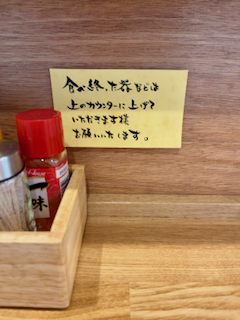 食べ終った器などは
上のカウンターに上げて
いただきます様
お願いいたします。
一味